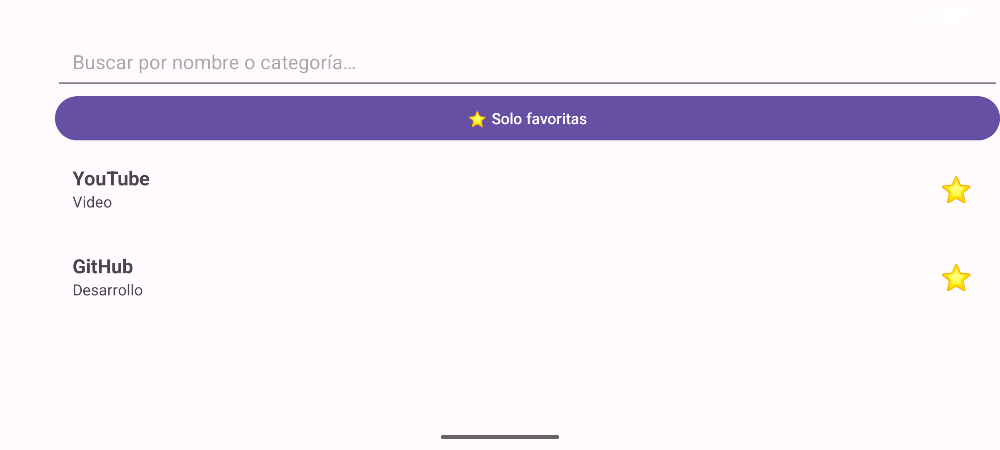 Buscar por nombre o categoría...
⭐ Solo favoritas
YouTube
Video
GitHub
Desarrollo